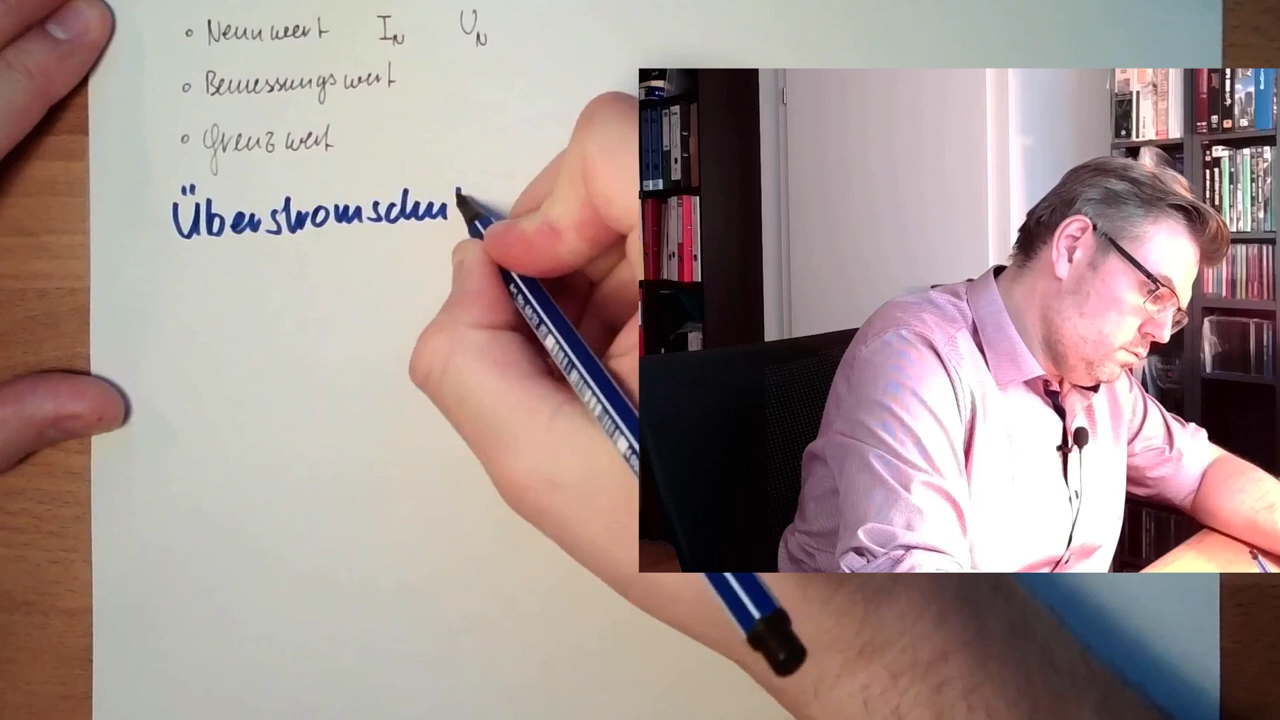 • Nennwert I_N U_N
• Bemessungswert
• Grenzwert
Überstromschu